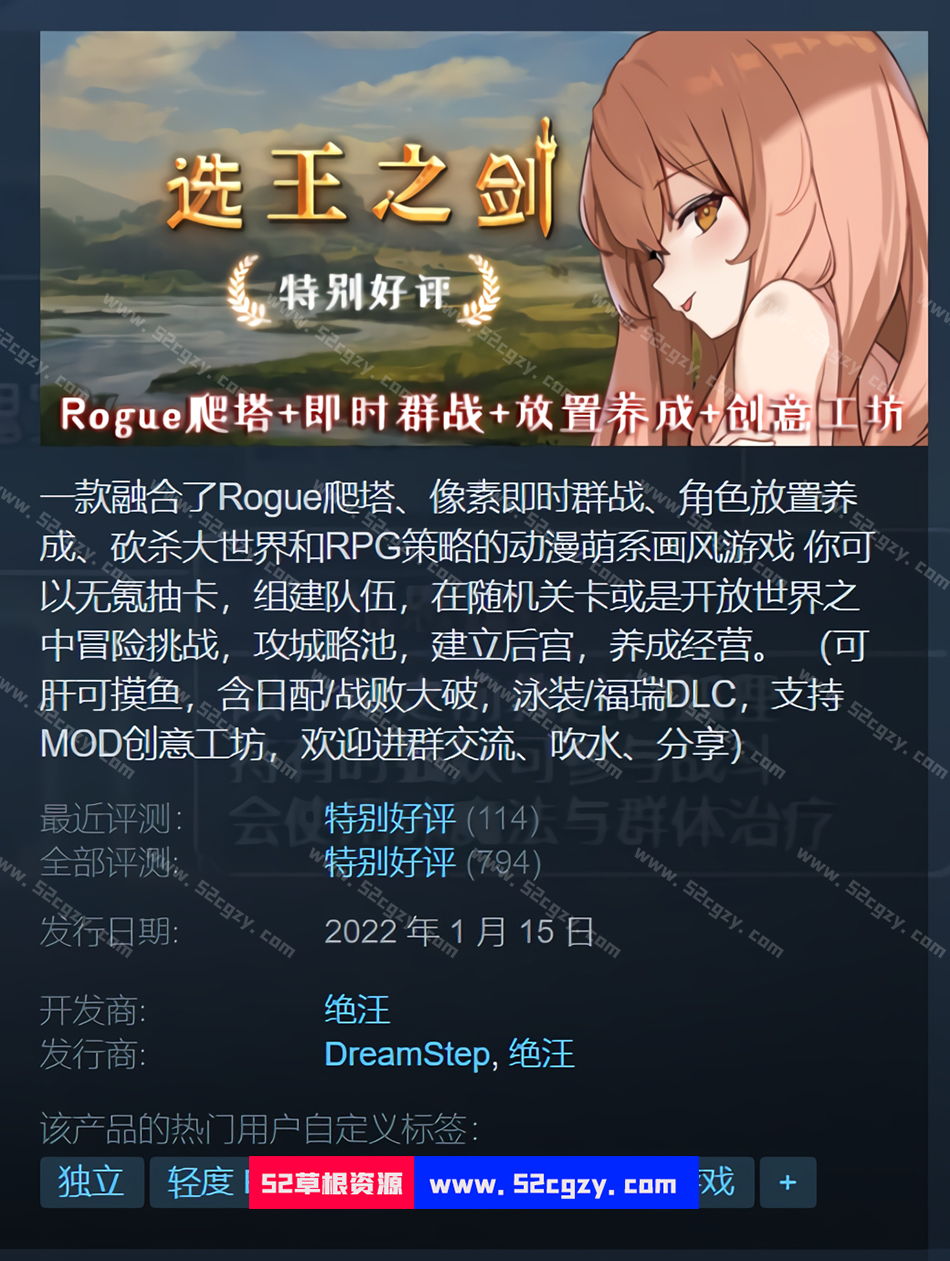 选王之剑
特别好评
Rogue爬塔+即时群战+放置养成+创意工坊
一款融合了Rogue爬塔、像素即时群战、角色放置养
成、砍杀大世界和RPG策略的动漫萌系画风游戏 你可
以无氪抽卡，组建队伍，在随机关卡或是开放世界之
中冒险挑战，攻城略池，建立后宫，养成经营。 （可
肝可摸鱼，含日配/战败大破，泳装/福瑞DLC，支持
MOD创意工坊，欢迎进群交流、吹水、分享）
最近评测: 特别好评 (114)
全部评测: 特别好评 (794)
发行日期: 2022 年 1 月 15 日
开发商: 绝汪
发行商: DreamStep, 绝汪
该产品的热门用户自定义标签:
独立 轻度 52草根资源 www.52cgzy.com 戏 +